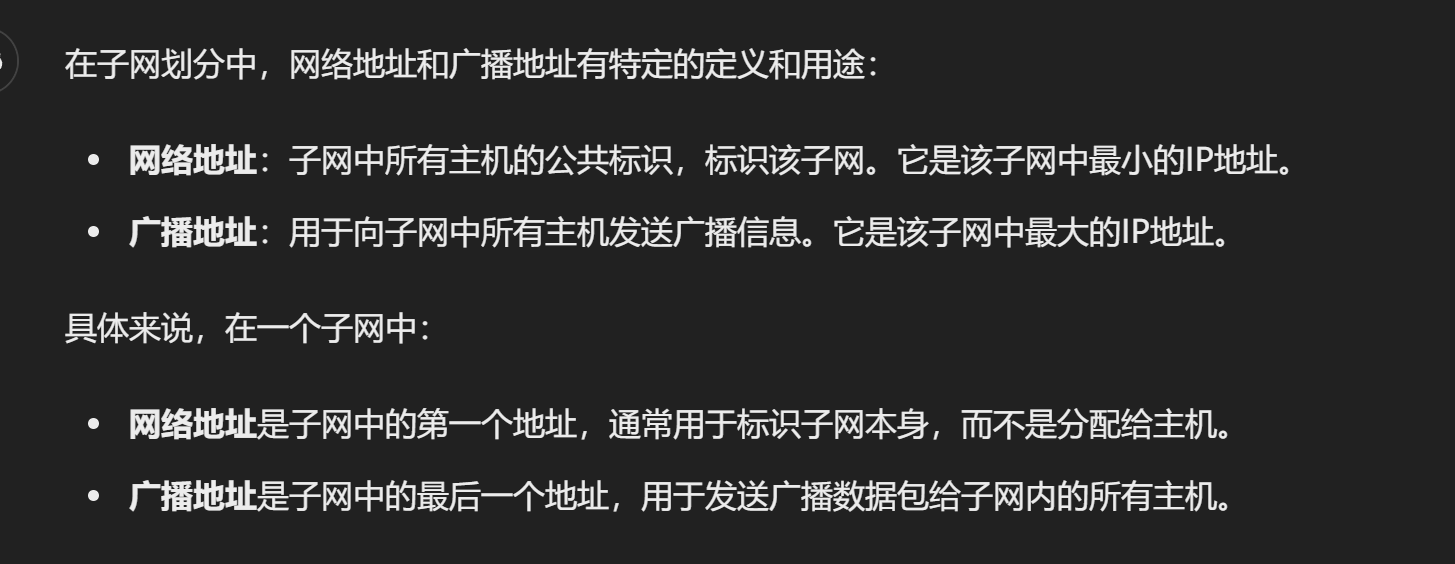 在子网划分中，网络地址和广播地址有特定的定义和用途：
• 网络地址：子网中所有主机的公共标识，标识该子网。它是该子网中最小的IP地址。
• 广播地址：用于向子网中所有主机发送广播信息。它是该子网中最大的IP地址。
具体来说，在一个子网中：
• 网络地址是子网中的第一个地址，通常用于标识子网本身，而不是分配给主机。
• 广播地址是子网中的最后一个地址，用于发送广播数据包给子网内的所有主机。